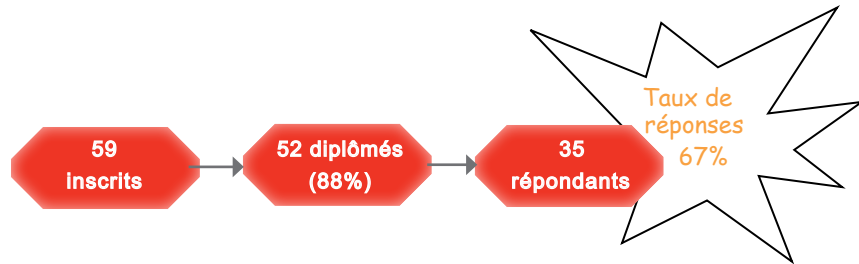 59
inscrits
52 diplômés
(88%)
35
répondants
Taux de
réponses
67%